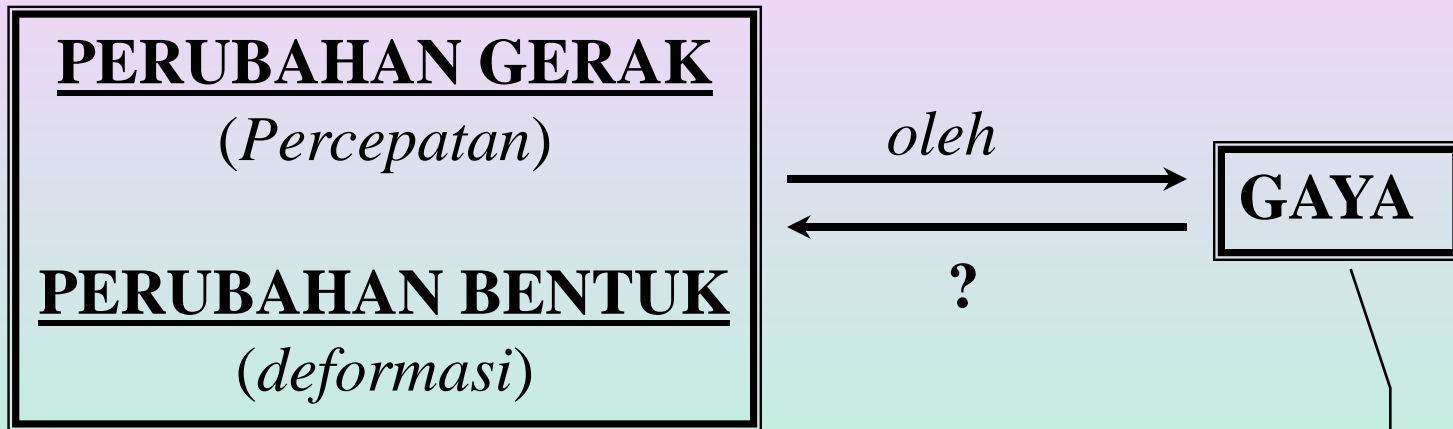 PERUBAHAN GERAK
(Percepatan)
PERUBAHAN BENTUK
(deformasi)
oleh
?
GAYA